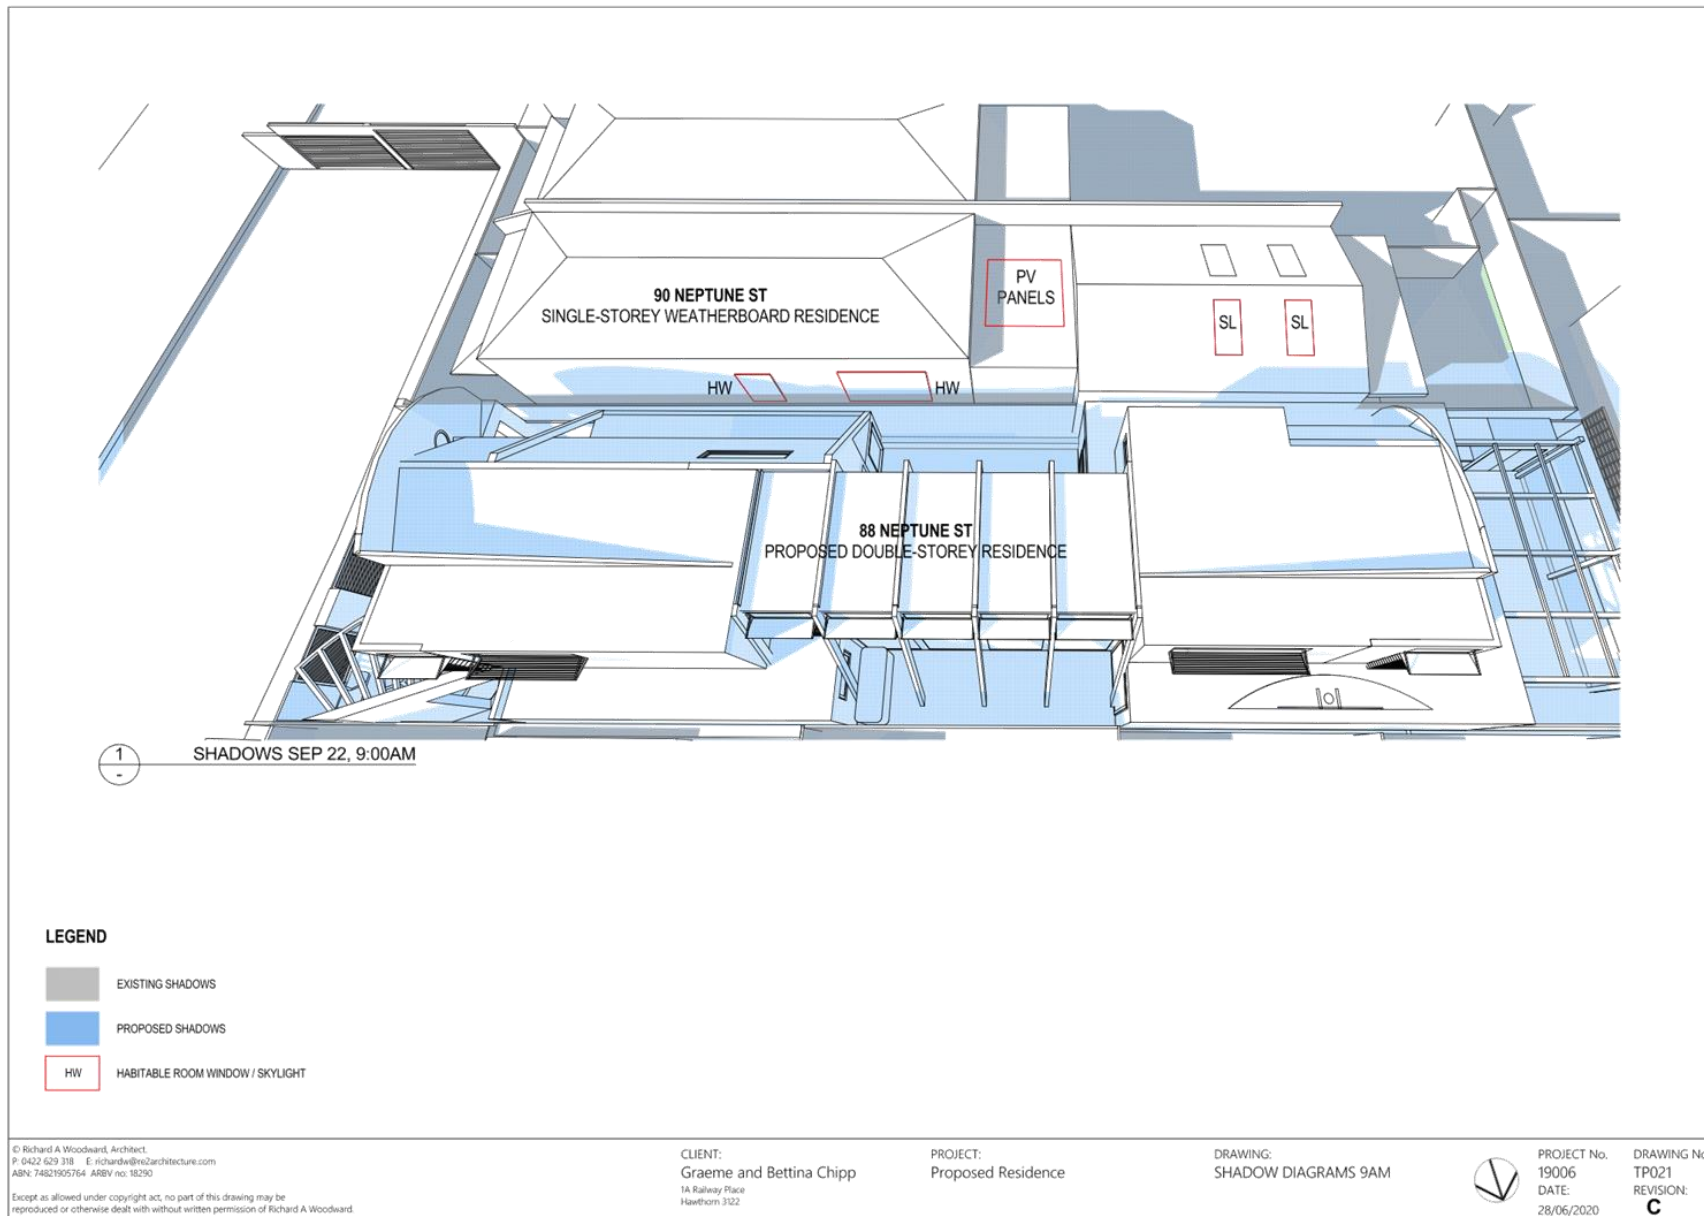 90 NEPTUNE ST
SINGLE-STOREY WEATHERBOARD RESIDENCE
PV
PANELS
SL
SL
HW
HW
88 NEPTUNE ST
PROPOSED DOUBLE-STOREY RESIDENCE
1
-
SHADOWS SEP 22, 9:00AM
LEGEND
EXISTING SHADOWS
PROPOSED SHADOWS
HW
HABITABLE ROOM WINDOW / SKYLIGHT
© Richard A Woodward, Architect.
P: 0422 629 318 E: richardw@re2architecture.com
ABN: 74821905764 ARBV no: 18290
Except as allowed under copyright act, no part of this drawing may be
reproduced or otherwise dealt with without written permission of Richard A Woodward.
CLIENT:
Graeme and Bettina Chipp
1A Railway Place
Hawthorn 3122
PROJECT:
Proposed Residence
DRAWING:
SHADOW DIAGRAMS 9AM
PROJECT No.
19006
DATE:
28/06/2020
DRAWING No
TP021
REVISION:
C